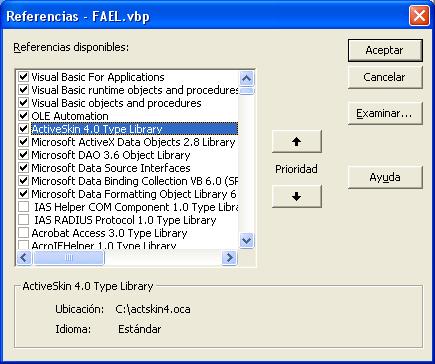 Referencias - FAEL.vbp
Referencias disponibles:
Visual Basic For Applications
Visual Basic runtime objects and procedures
Visual Basic objects and procedures
OLE Automation
ActiveSkin 4.0 Type Library
Microsoft ActiveX Data Objects 2.8 Library
Microsoft DAO 3.6 Object Library
Microsoft Data Source Interfaces
Microsoft Data Binding Collection VB 6.0 (SP
Microsoft Data Formatting Object Library 6
IAS Helper COM Component 1.0 Type Libra
IAS RADIUS Protocol 1.0 Type Library
Acrobat Access 3.0 Type Library
AcroIEHelper 1.0 Type Library
Prioridad
Aceptar
Cancelar
Examinar...
Ayuda
ActiveSkin 4.0 Type Library
Ubicación: C:\actskin4.oca
Idioma: Estándar